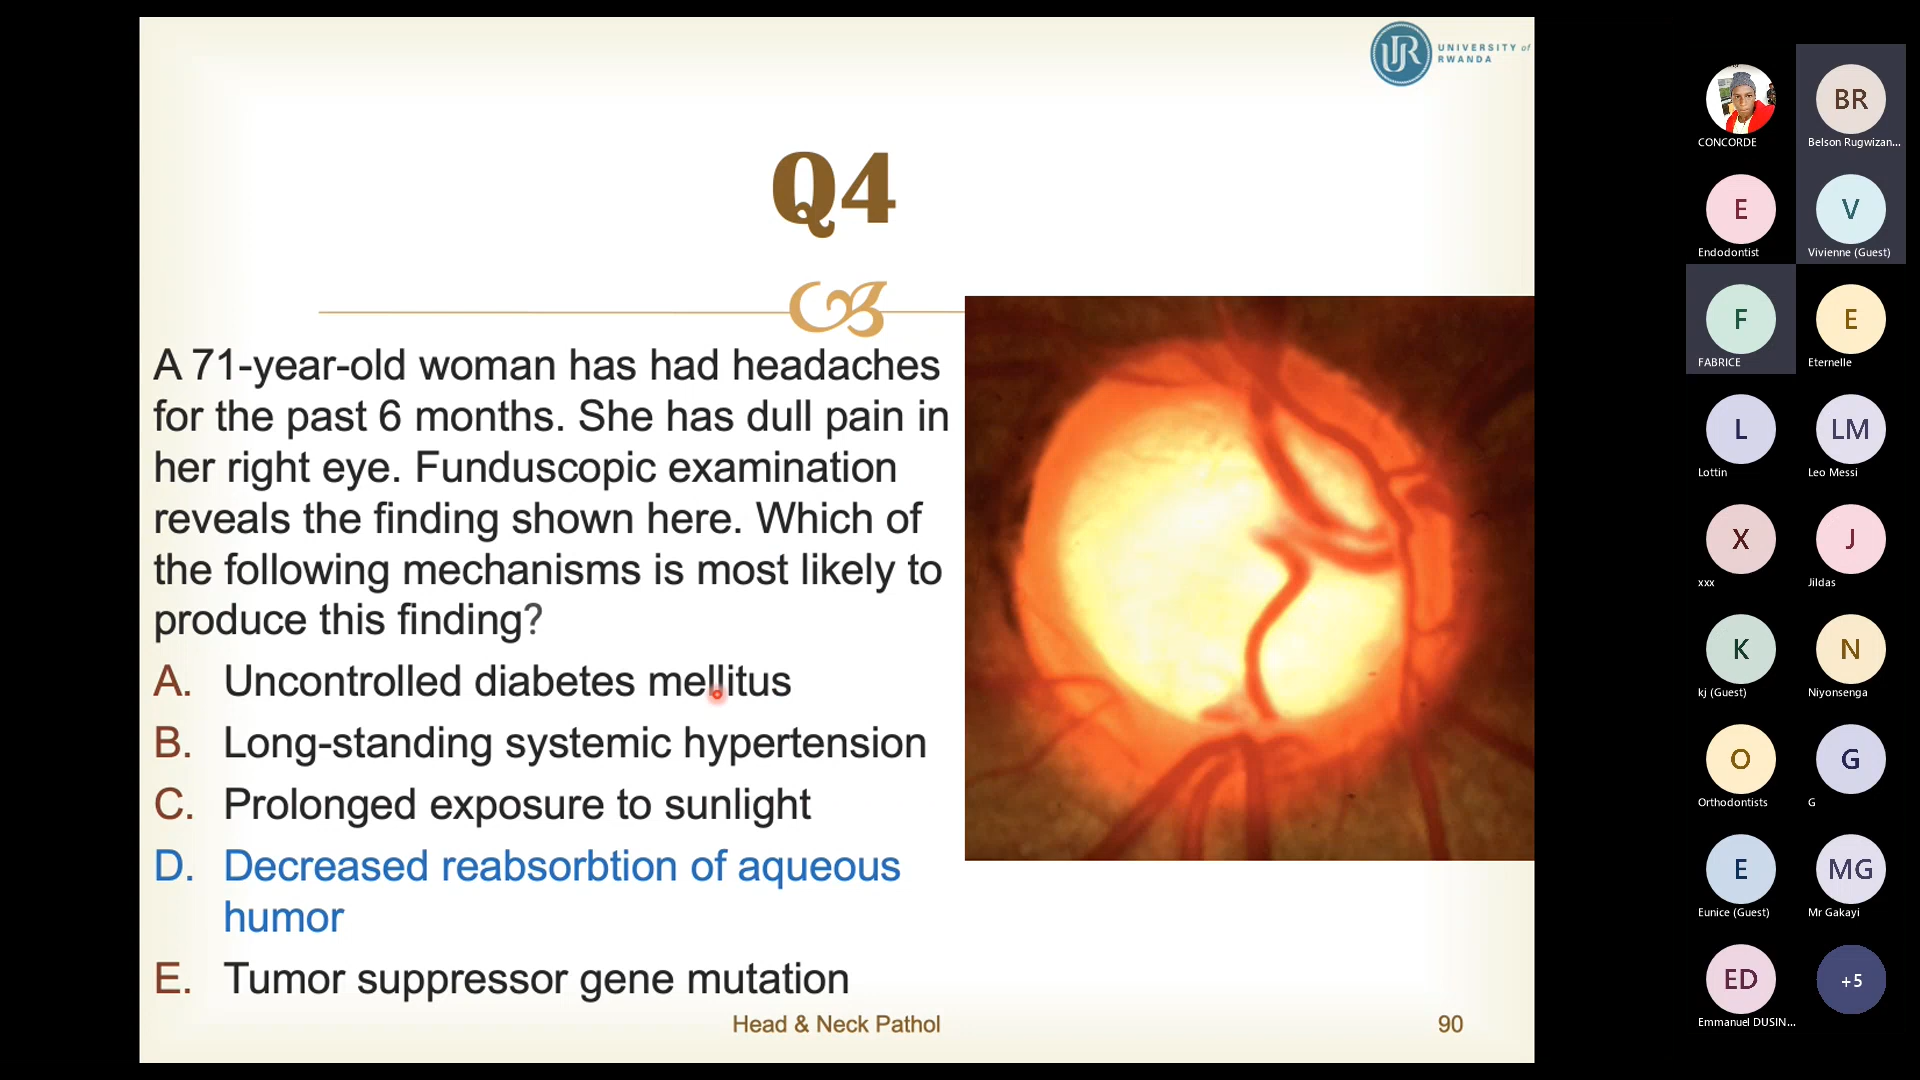 UNIVERSITY of
RWANDA
Q4
A 71-year-old woman has had headaches
for the past 6 months. She has dull pain in
her right eye. Funduscopic examination
reveals the finding shown here. Which of
the following mechanisms is most likely to
produce this finding?
A. Uncontrolled diabetes mellitus
B. Long-standing systemic hypertension
C. Prolonged exposure to sunlight
D. Decreased reabsorbtion of aqueous
humor
E. Tumor suppressor gene mutation
Head & Neck Pathol
90
CONCORDE
BR
Belson Rugwizan...
E
Endodontist
V
Vivienne (Guest)
F
FABRICE
E
Eternelle
L
Lottin
LM
Leo Messi
X
xxx
J
Jildas
K
kj (Guest)
N
Niyonsenga
O
Orthodontists
G
G
E
Eunice (Guest)
MG
Mr Gakayi
ED
Emmanuel DUSIN...
+5